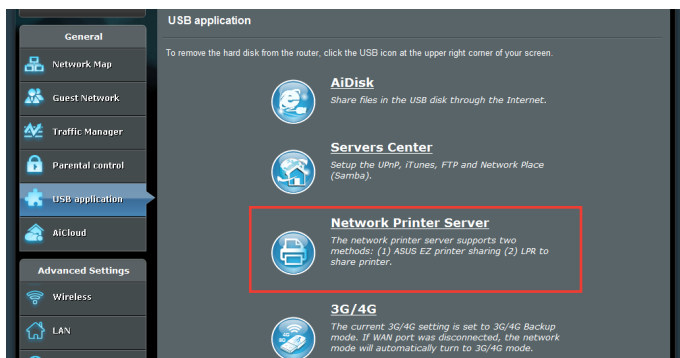 General
Network Map
Guest Network
Traffic Manager
Parental control
USB application
AiCloud
Advanced Settings
Wireless
LAN
USB application
To remove the hard disk from the router, click the USB icon at the upper right corner of your screen.
AiDisk
Share files in the USB disk through the Internet.
Servers Center
Setup the UPnP, iTunes, FTP and Network Place
(Samba).
Network Printer Server
The network printer server supports two
methods: (1) ASUS EZ printer sharing (2) LPR to
share printer.
3G/4G
The current 3G/4G setting is set to 3G/4G Backup
mode. If WAN port was disconnected, the network
mode will automatically turn to 3G/4G mode.